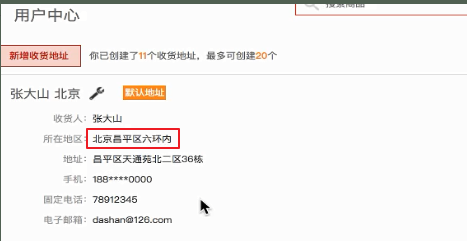 用户中心
搜索商品
新增收货地址 你已创建了11个收货地址，最多可创建20个
张大山 北京 默认地址
收货人：张大山
所在地区：北京昌平区六环内
地址：昌平区天通苑北二区36栋
手机：188****0000
固定电话：78912345
电子邮箱：dashan@126.com